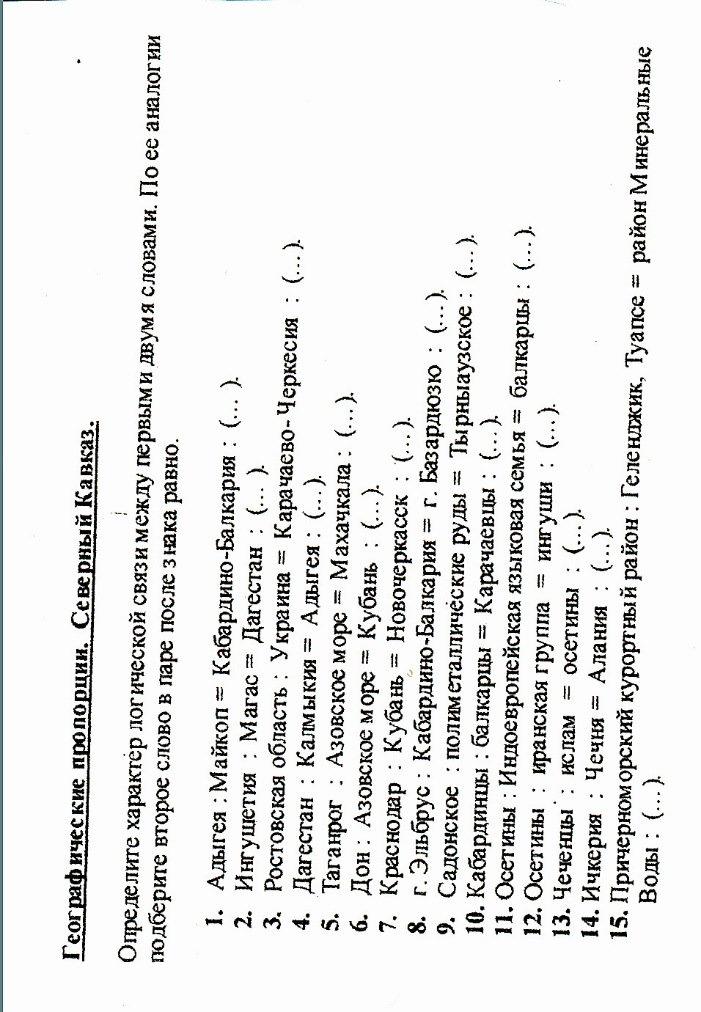 Географические пропорции. Северный Кавказ.
Определите характер логической связи между первыми двумя словами. По ее аналогии
подберите второе слово в паре после знака равно.
1. Адыгея : Майкоп = Кабардино-Балкария : (… ).
2. Ингушетия : Магас = Дагестан : (…).
3. Ростовская область : Украина = Карачаево-Черкесия : (…).
4. Дагестан : Калмыкия = Адыгея : (…).
5. Таганрог : Азовское море = Махачкала : (…).
6. Дон : Азовское море = Кубань : (…).
7. Краснодар : Кубань = Новочеркасск : (…).
8. г. Эльбрус : Кабардино-Балкария = г. Базардюзю : (…).
9. Садонское : полиметаллические руды = Тырныаузское : (…).
10. Кабардинцы : балкарцы = Карачаевцы : (…).
11. Осетины : Индоевропейская языковая семья = балкарцы : (…).
12. Осетины : иранская группа = ингуши : (…).
13. Чеченцы : ислам = осетины : (…).
14. Ичкерия : Чечня = Алания : (…).
15. Причерноморский курортный район : Геленджик, Туапсе = район Минеральные
Воды : (…).